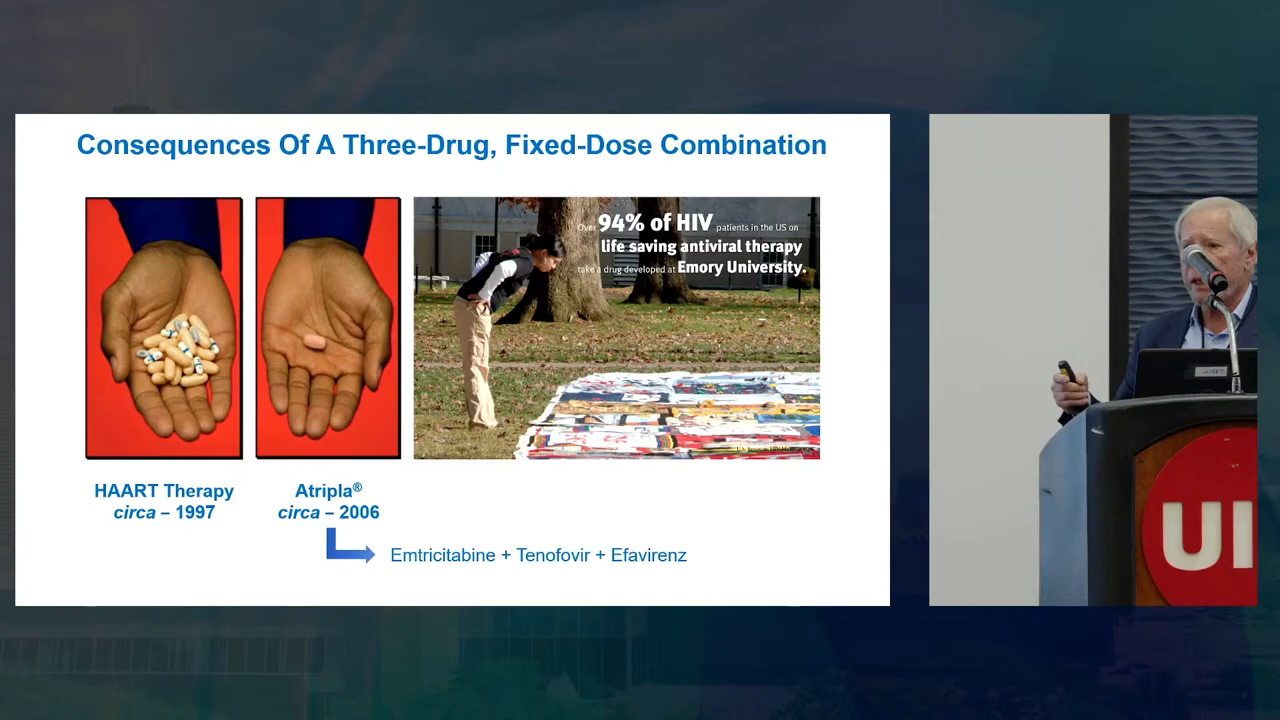 Consequences Of A Three-Drug, Fixed-Dose Combination
Over 94% of HIV patients in the US on
life saving antiviral therapy
take a drug developed at Emory University.
HAART Therapy
circa – 1997
Atripla®
circa – 2006
Emtricitabine + Tenofovir + Efavirenz
UI